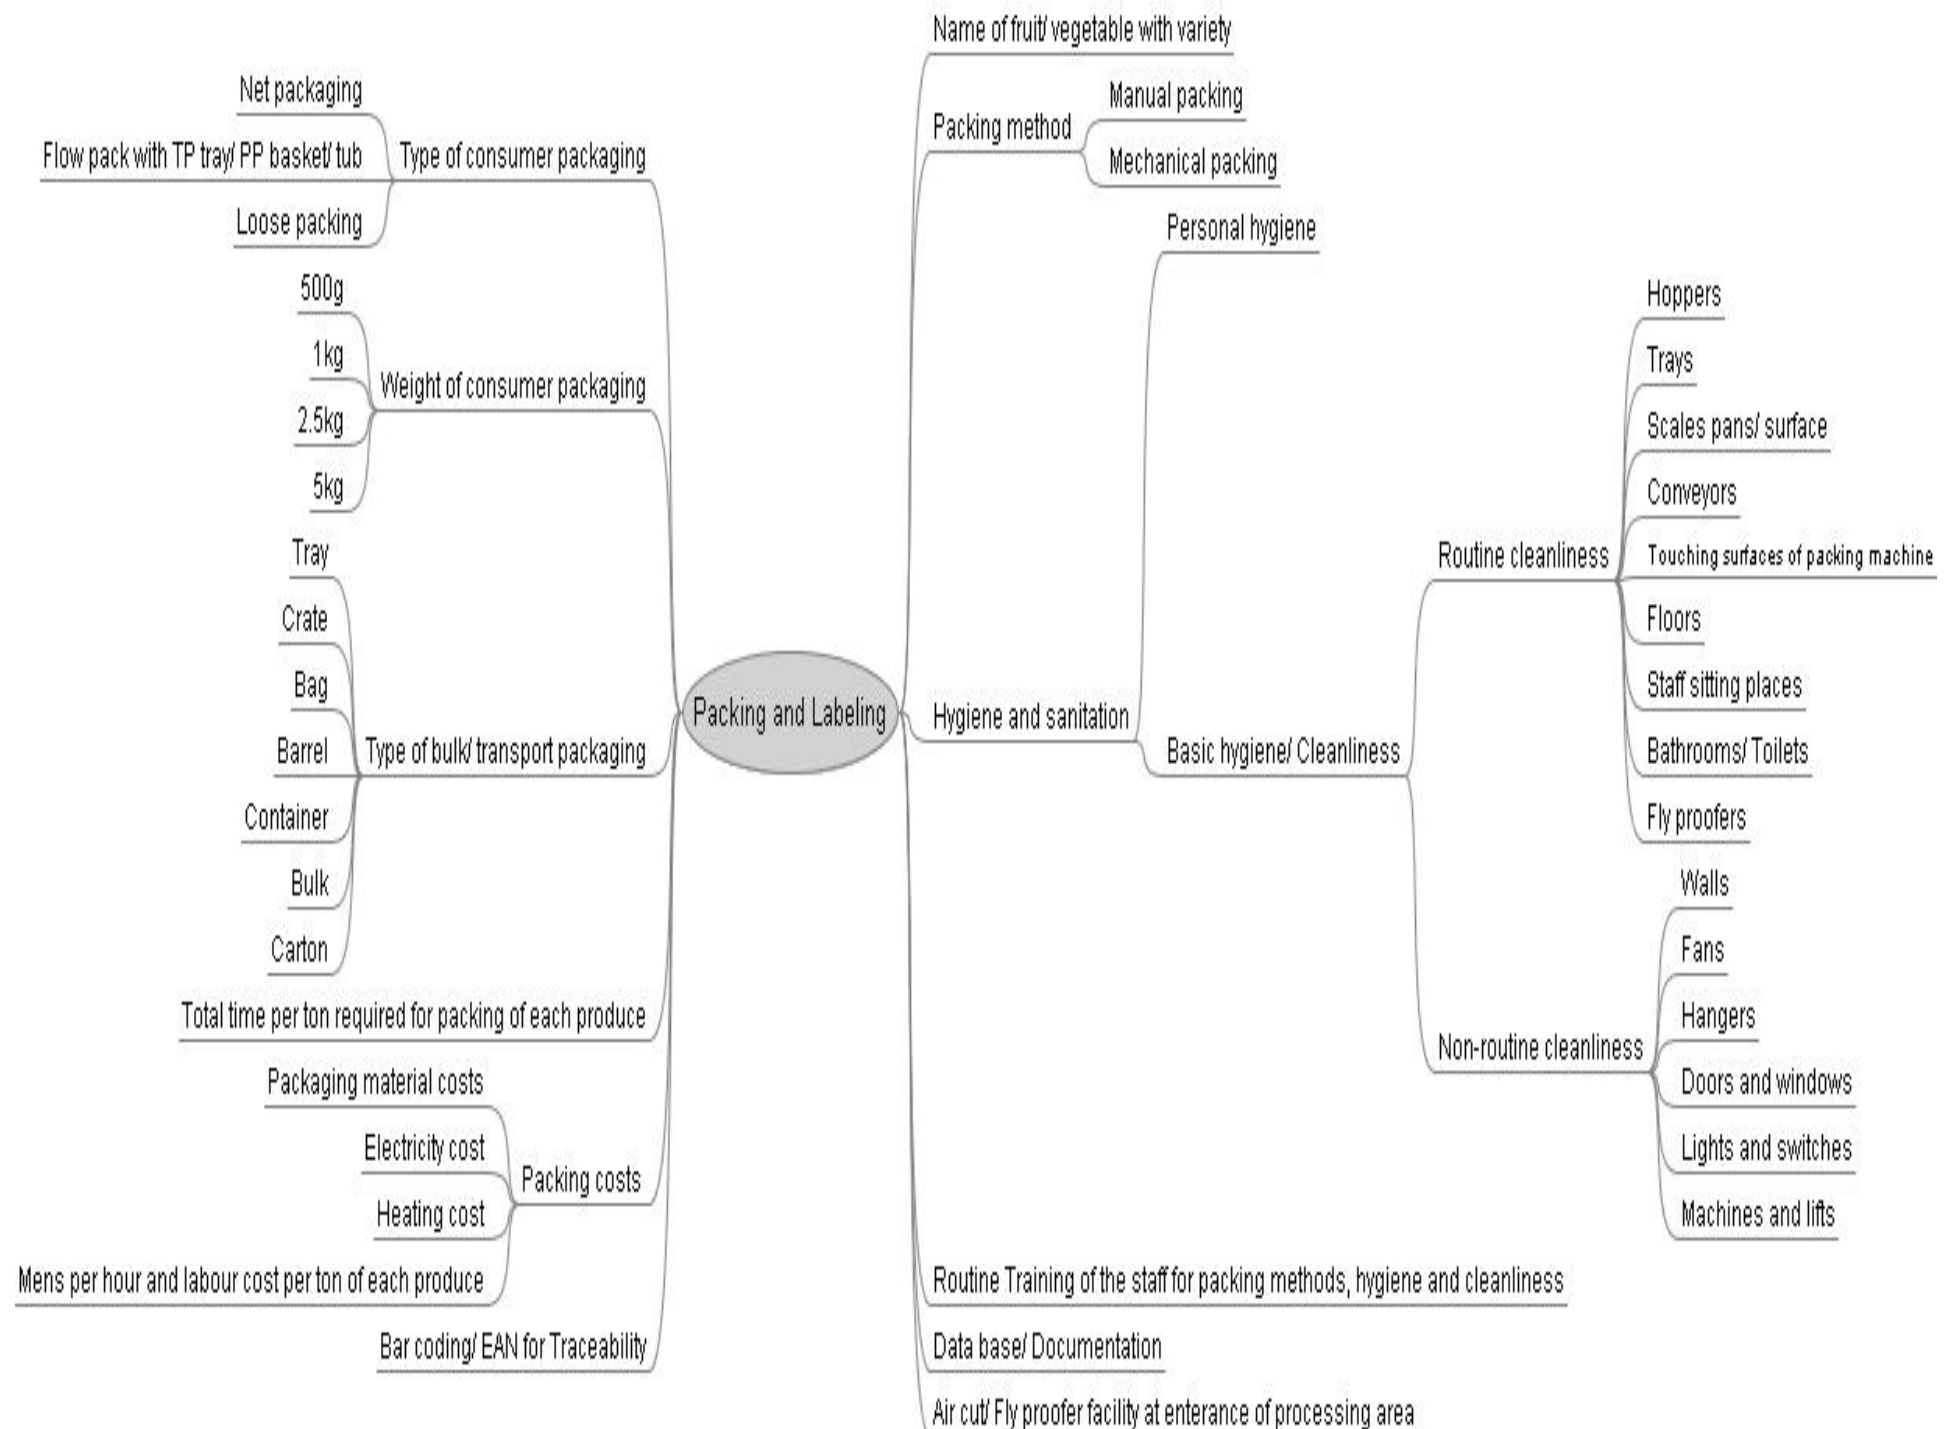 Packing and Labeling
Type of consumer packaging
Net packaging
Flow pack with TP tray/ PP basket/ tub
Loose packing
Weight of consumer packaging
500g
1kg
2.5kg
5kg
Type of bulk/ transport packaging
Tray
Crate
Bag
Barrel
Container
Bulk
Carton
Total time per ton required for packing of each produce
Packing costs
Packaging material costs
Electricity cost
Heating cost
Mens per hour and labour cost per ton of each produce
Bar coding/ EAN for Traceability
Name of fruit/ vegetable with variety
Packing method
Manual packing
Mechanical packing
Hygiene and sanitation
Personal hygiene
Basic hygiene/ Cleanliness
Routine cleanliness
Hoppers
Trays
Scales pans/ surface
Conveyors
Touching surfaces of packing machine
Floors
Staff sitting places
Bathrooms/ Toilets
Fly proofers
Non-routine cleanliness
Walls
Fans
Hangers
Doors and windows
Lights and switches
Machines and lifts
Routine Training of the staff for packing methods, hygiene and cleanliness
Data base/ Documentation
Air cut/ Fly proofer facility at enterance of processing area